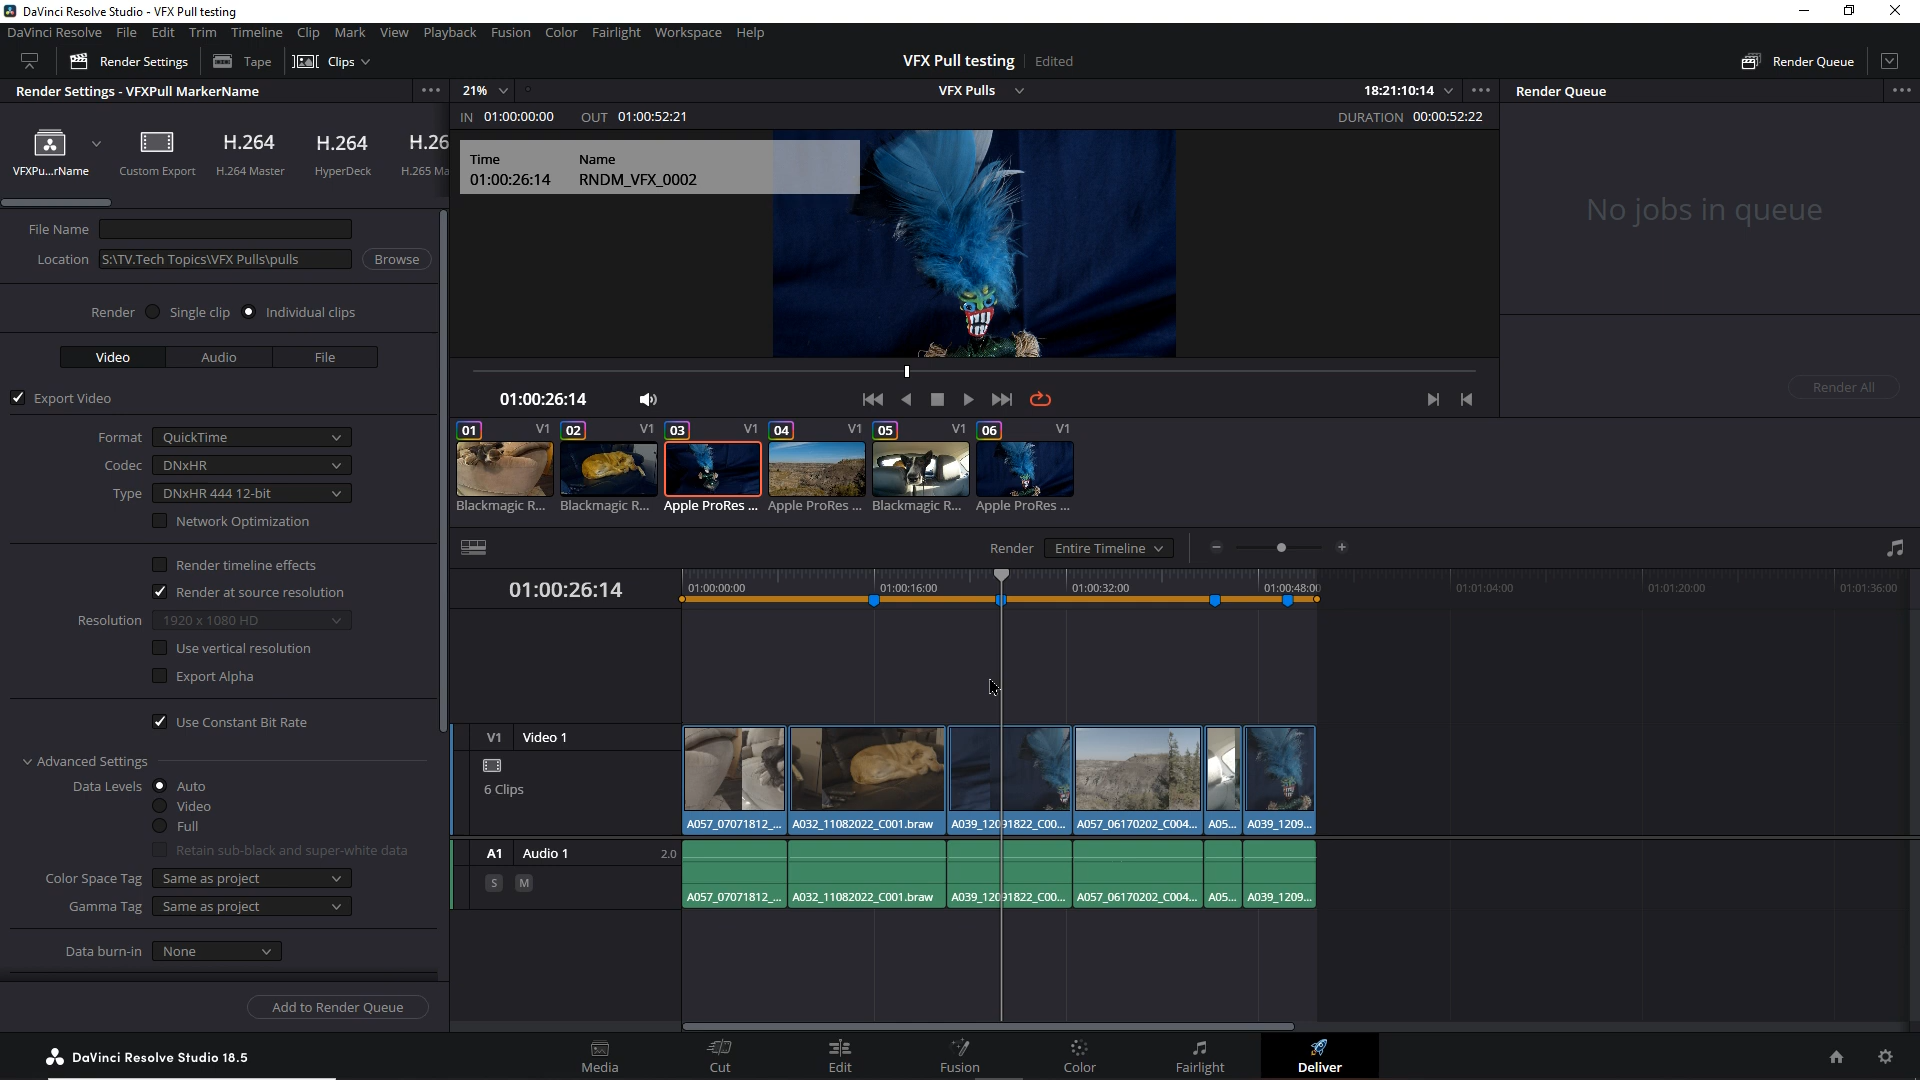 DaVinci Resolve Studio - VFX Pull testing
DaVinci Resolve File Edit Trim Timeline Clip Mark View Playback Fusion Color Fairlight Workspace Help
Render Settings Tape Clips VFX Pull testing Edited Render Queue
Render Settings - VFXPull MarkerName 21% VFX Pulls 18:21:10:14 Render Queue
IN 01:00:00:00 OUT 01:00:52:21 DURATION 00:00:52:22
H.264 H.264 H.26
VFXPu...rName Custom Export H.264 Master HyperDeck H.265 Ma
Time Name
01:00:26:14 RNDM_VFX_0002
No jobs in queue
File Name
Location S:\TV.Tech Topics\VFX Pulls\pulls Browse
Render Single clip Individual clips
Video Audio File
Render All
Export Video 01:00:26:14
01 V1 02 V1 03 V1 04 V1 05 V1 06 V1
Format QuickTime
Codec DNxHR
Type DNxHR 444 12-bit
Blackmagic R... Blackmagic R... Apple ProRes ... Apple ProRes ... Blackmagic R... Apple ProRes ...
Network Optimization
Render Entire Timeline
Render timeline effects
Render at source resolution
01:00:26:14 01:00:00:00 01:00:16:00 01:00:32:00 01:00:48:00 01:01:04:00 01:01:20:00 01:01:36:00
Resolution 1920 x 1080 HD
Use vertical resolution
Export Alpha
Use Constant Bit Rate
V1 Video 1
6 Clips
Advanced Settings
Data Levels Auto
Video
Full
A057_07071812_... A032_11082022_C001.braw A039_12091822_C00... A057_06170202_C004... A05... A039_1209...
Retain sub-black and super-white data
A1 Audio 1 2.0
Color Space Tag Same as project
S M
Gamma Tag Same as project
A057_07071812_... A032_11082022_C001.braw A039_12091822_C00... A057_06170202_C004... A05... A039_1209...
Data burn-in None
Add to Render Queue
DaVinci Resolve Studio 18.5
Media Cut Edit Fusion Color Fairlight Deliver